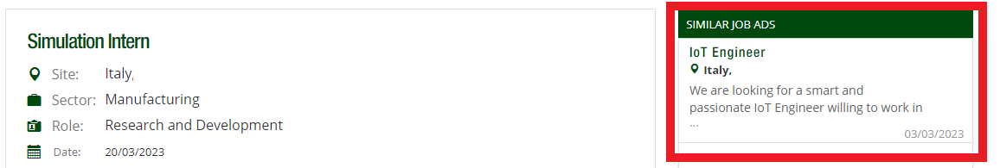 Simulation Intern
Site: Italy,
Sector: Manufacturing
Role: Research and Development
Date: 20/03/2023
SIMILAR JOB ADS
IoT Engineer
Italy,
We are looking for a smart and
passionate IoT Engineer willing to work in
...
03/03/2023